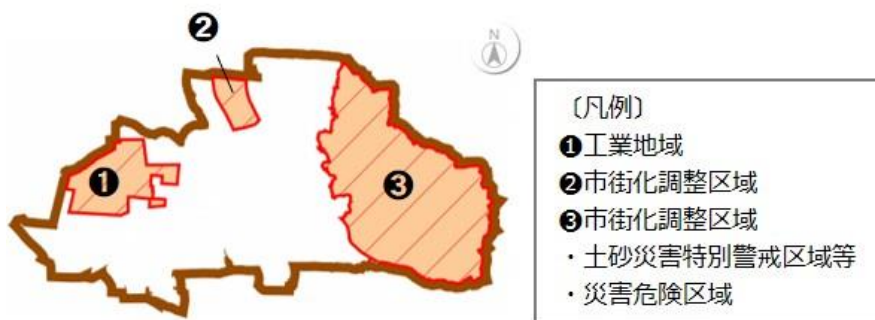 ❷
N
❶
❸
〔凡例〕
❶工業地域
❷市街化調整区域
❸市街化調整区域
・土砂災害特別警戒区域等
・災害危険区域